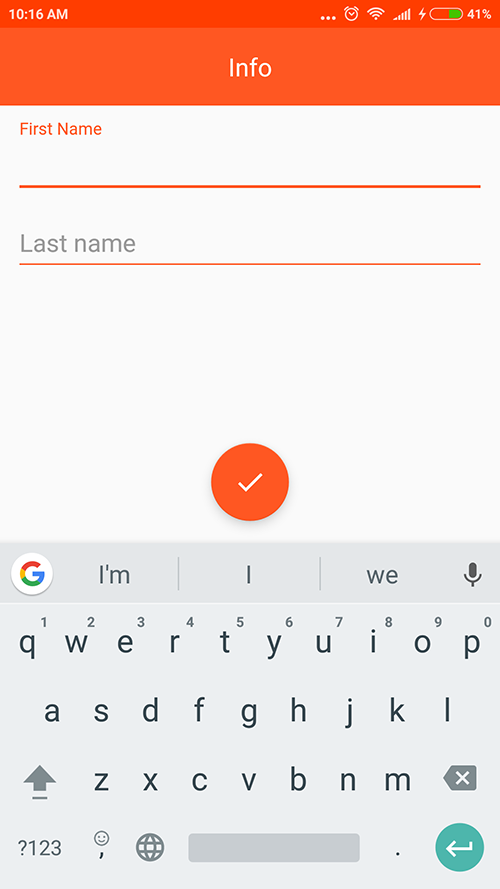 10:16 AM ... 41%
Info
First Name
Last name
G I'm I we
1 2 3 4 5 6 7 8 9 0
q w e r t y u i o p
a s d f g h j k l
z x c v b n m
?123 , .